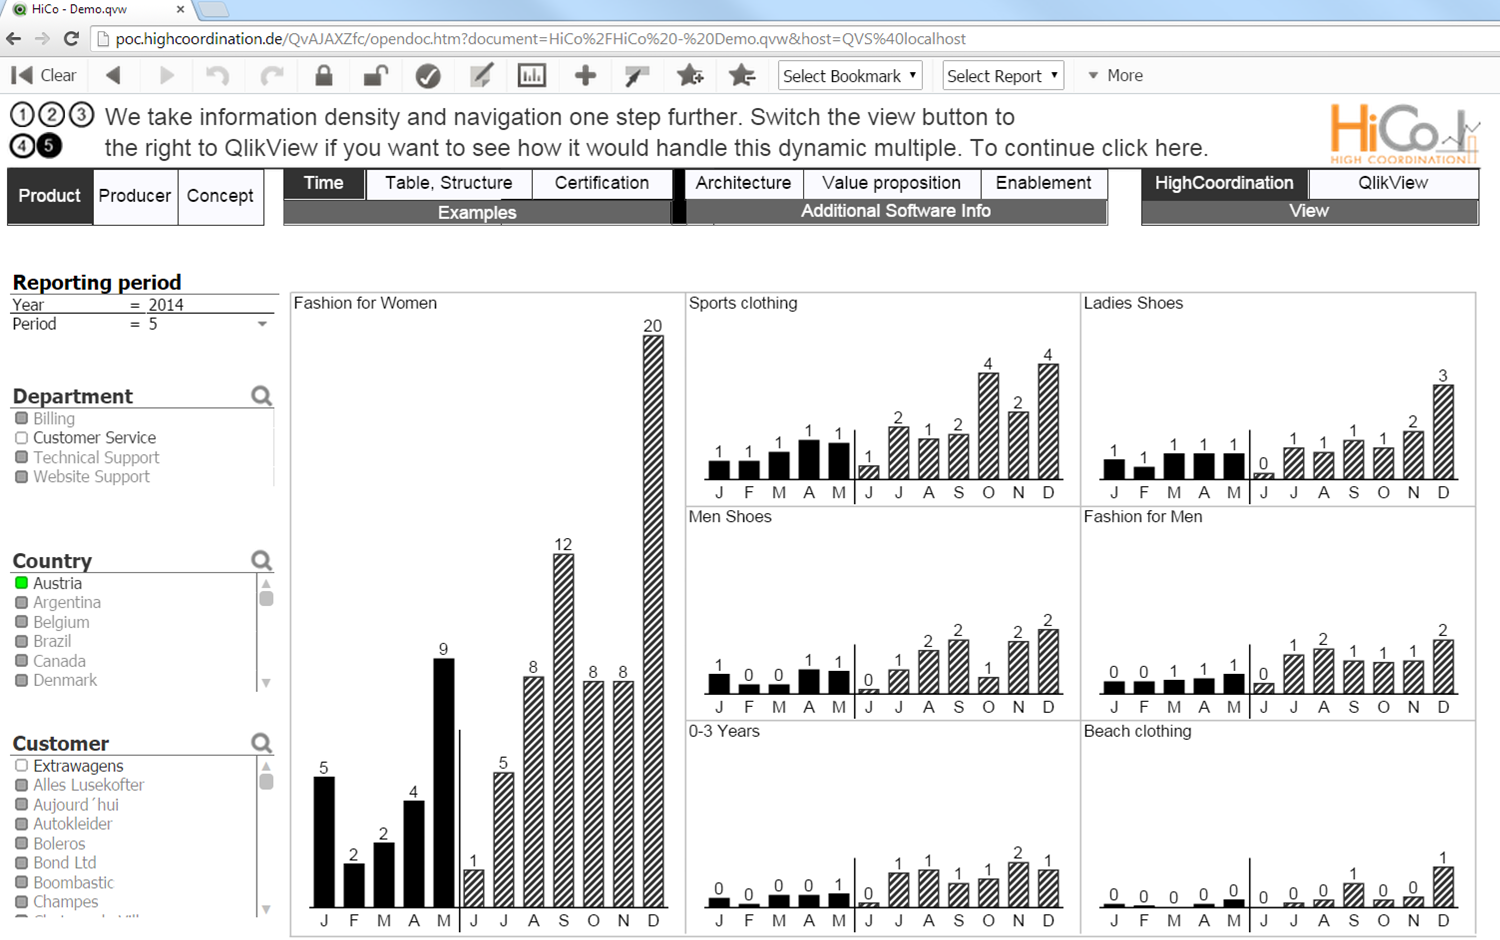 HiCo - Demo.qvw
poc.highcoordination.de/QvAJAXZfc/opendoc.htm?document=HiCo%2FHiCo%20-%20Demo.qvw&host=QVS%40localhost
Clear Select Bookmark Select Report More
1 2 3 We take information density and navigation one step further. Switch the view button to
4 5 the right to QlikView if you want to see how it would handle this dynamic multiple. To continue click here.
HiCo
HIGH COORDINATION
Product Producer Concept
Time Table, Structure Certification Architecture Value proposition Enablement HighCoordination QlikView
Examples Additional Software Info View
Reporting period
Year = 2014
Period = 5
Department
Billing
Customer Service
Technical Support
Website Support
Country
Austria
Argentina
Belgium
Brazil
Canada
Denmark
Customer
Extrawagens
Alles Lusekofter
Aujourd´hui
Autokleider
Boleros
Bond Ltd
Boombastic
Champes
Fashion for Women
5 2 2 4 9 1 5 8 12 8 8 20
J F M A M J J A S O N D
Sports clothing
1 1 1 1 1 1 2 1 2 4 2 4
J F M A M J J A S O N D
Ladies Shoes
1 1 1 1 1 0 1 1 1 1 2 3
J F M A M J J A S O N D
Men Shoes
1 0 0 1 1 0 1 2 2 1 2 2
J F M A M J J A S O N D
Fashion for Men
0 0 1 1 1 0 1 2 1 1 1 2
J F M A M J J A S O N D
0-3 Years
0 0 0 0 1 0 1 1 1 1 2 1
J F M A M J J A S O N D
Beach clothing
0 0 0 0 0 0 0 0 1 0 0 1
J F M A M J J A S O N D